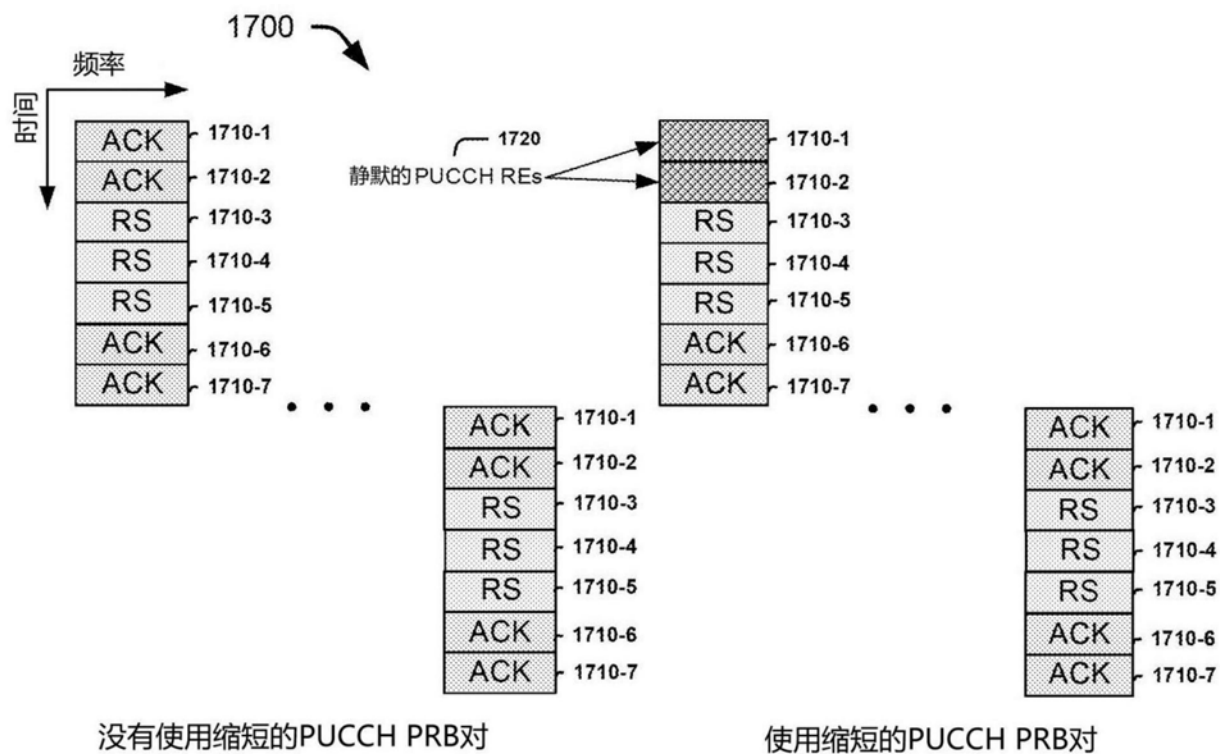 1700
频率
时间
ACK 1710-1
ACK 1710-2
RS 1710-3
RS 1710-4
RS 1710-5
ACK 1710-6
ACK 1710-7
ACK 1710-1
ACK 1710-2
RS 1710-3
RS 1710-4
RS 1710-5
ACK 1710-6
ACK 1710-7
没有使用缩短的PUCCH PRB对
1720
静默的PUCCH REs
1710-1
1710-2
RS 1710-3
RS 1710-4
RS 1710-5
ACK 1710-6
ACK 1710-7
ACK 1710-1
ACK 1710-2
RS 1710-3
RS 1710-4
RS 1710-5
ACK 1710-6
ACK 1710-7
使用缩短的PUCCH PRB对